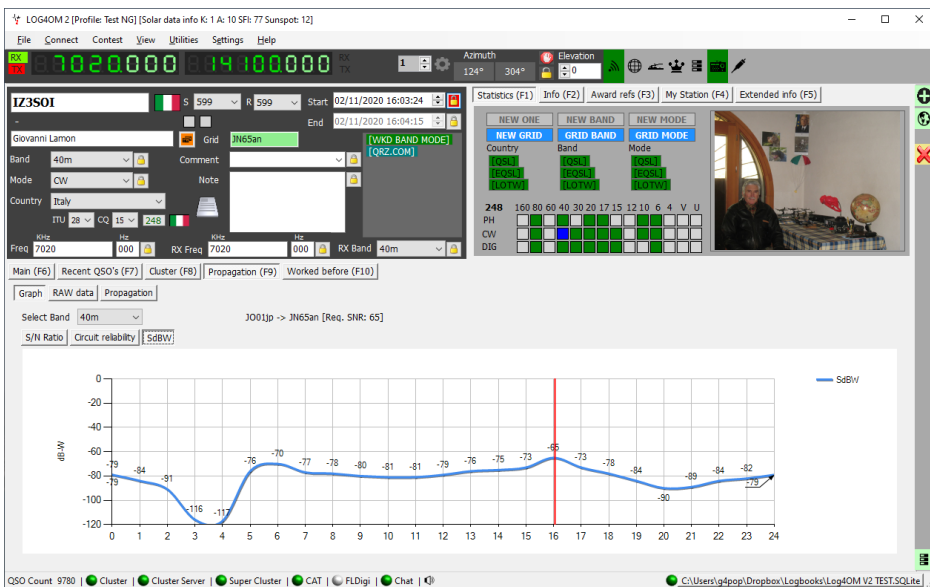 LOG4OM 2 [Profile: Test NG] [Solar data info K: 1 A: 10 SFI: 77 Sunspot: 12]
File Connect Contest View Utilities Settings Help
RX TX 7020.000 14100.000 RX TX 1 Azimuth 124° 304° Elevation 0
IZ3SOI S 599 R 599 Start 02/11/2020 16:03:24
- End 02/11/2020 16:04:15
Giovanni Lamon Grid JN65an [WKD BAND MODE]
[QRZ.COM]
Band 40m Comment
Mode CW Note
Country Italy
ITU 28 CQ 15 248
KHz Hz KHz Hz
Freq 7020 000 RX Freq 7020 000 RX Band 40m
Statistics (F1) Info (F2) Award refs (F3) My Station (F4) Extended info (F5)
NEW ONE NEW BAND NEW MODE
NEW GRID GRID BAND GRID MODE
Country Band Mode
[QSL] [QSL] [QSL]
[EQSL] [EQSL] [EQSL]
[LOTW] [LOTW] [LOTW]
248 160 80 60 40 30 20 17 15 12 10 6 4 V U
PH
CW
DIG
Main (F6) Recent QSO's (F7) Cluster (F8) Propagation (F9) Worked before (F10)
Graph RAW data Propagation
Select Band 40m JO01jp -> JN65an [Req. SNR: 65]
S/N Ratio Circuit reliability SdBW
SdBW
dB-W
0
-20
-40
-60
-80
-100
-120
-79 -79 -84 -91 -116 -117 -76 -70 -77 -78 -80 -81 -81 -79 -76 -75 -73 -65 -73 -78 -84 -90 -89 -84 -82 -79
0 1 2 3 4 5 6 7 8 9 10 11 12 13 14 15 16 17 18 19 20 21 22 23 24
QSO Count 9780 | Cluster | Cluster Server | Super Cluster | CAT | FLDigi | Chat | C:\Users\g4pop\Dropbox\Logbooks\Log4OM V2 TEST.SQLite